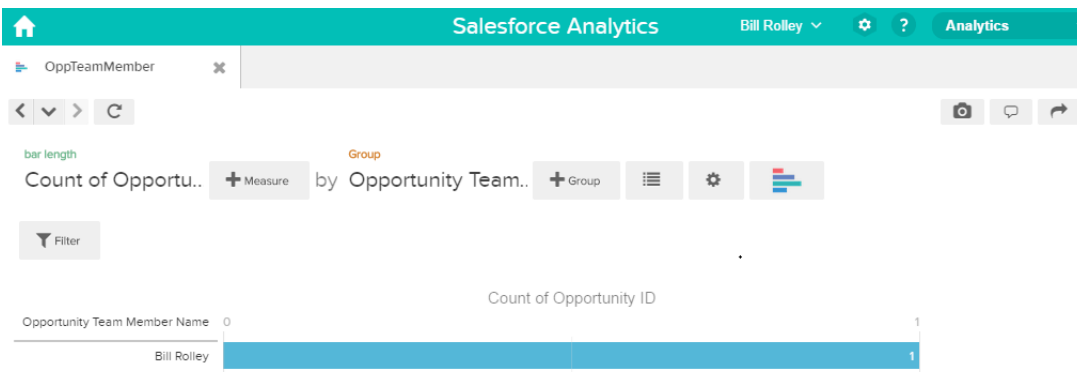 Salesforce Analytics Bill Rolley ? Analytics
OppTeamMember
bar length Group
Count of Opportu.. + Measure by Opportunity Team.. + Group
Filter
Count of Opportunity ID
Opportunity Team Member Name 0 1
Bill Rolley 1